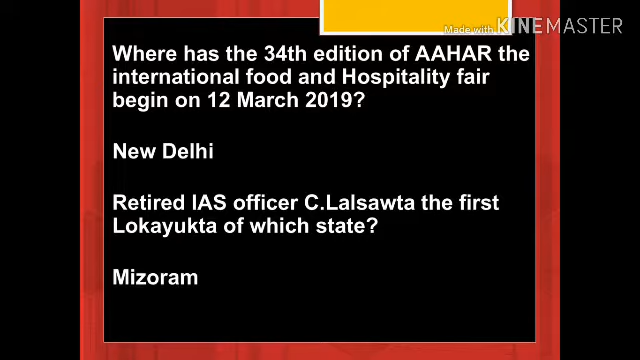 Made with KINEMASTER
Where has the 34th edition of AAHAR the
international food and Hospitality fair
begin on 12 March 2019?
New Delhi
Retired IAS officer C.Lalsawta the first
Lokayukta of which state?
Mizoram